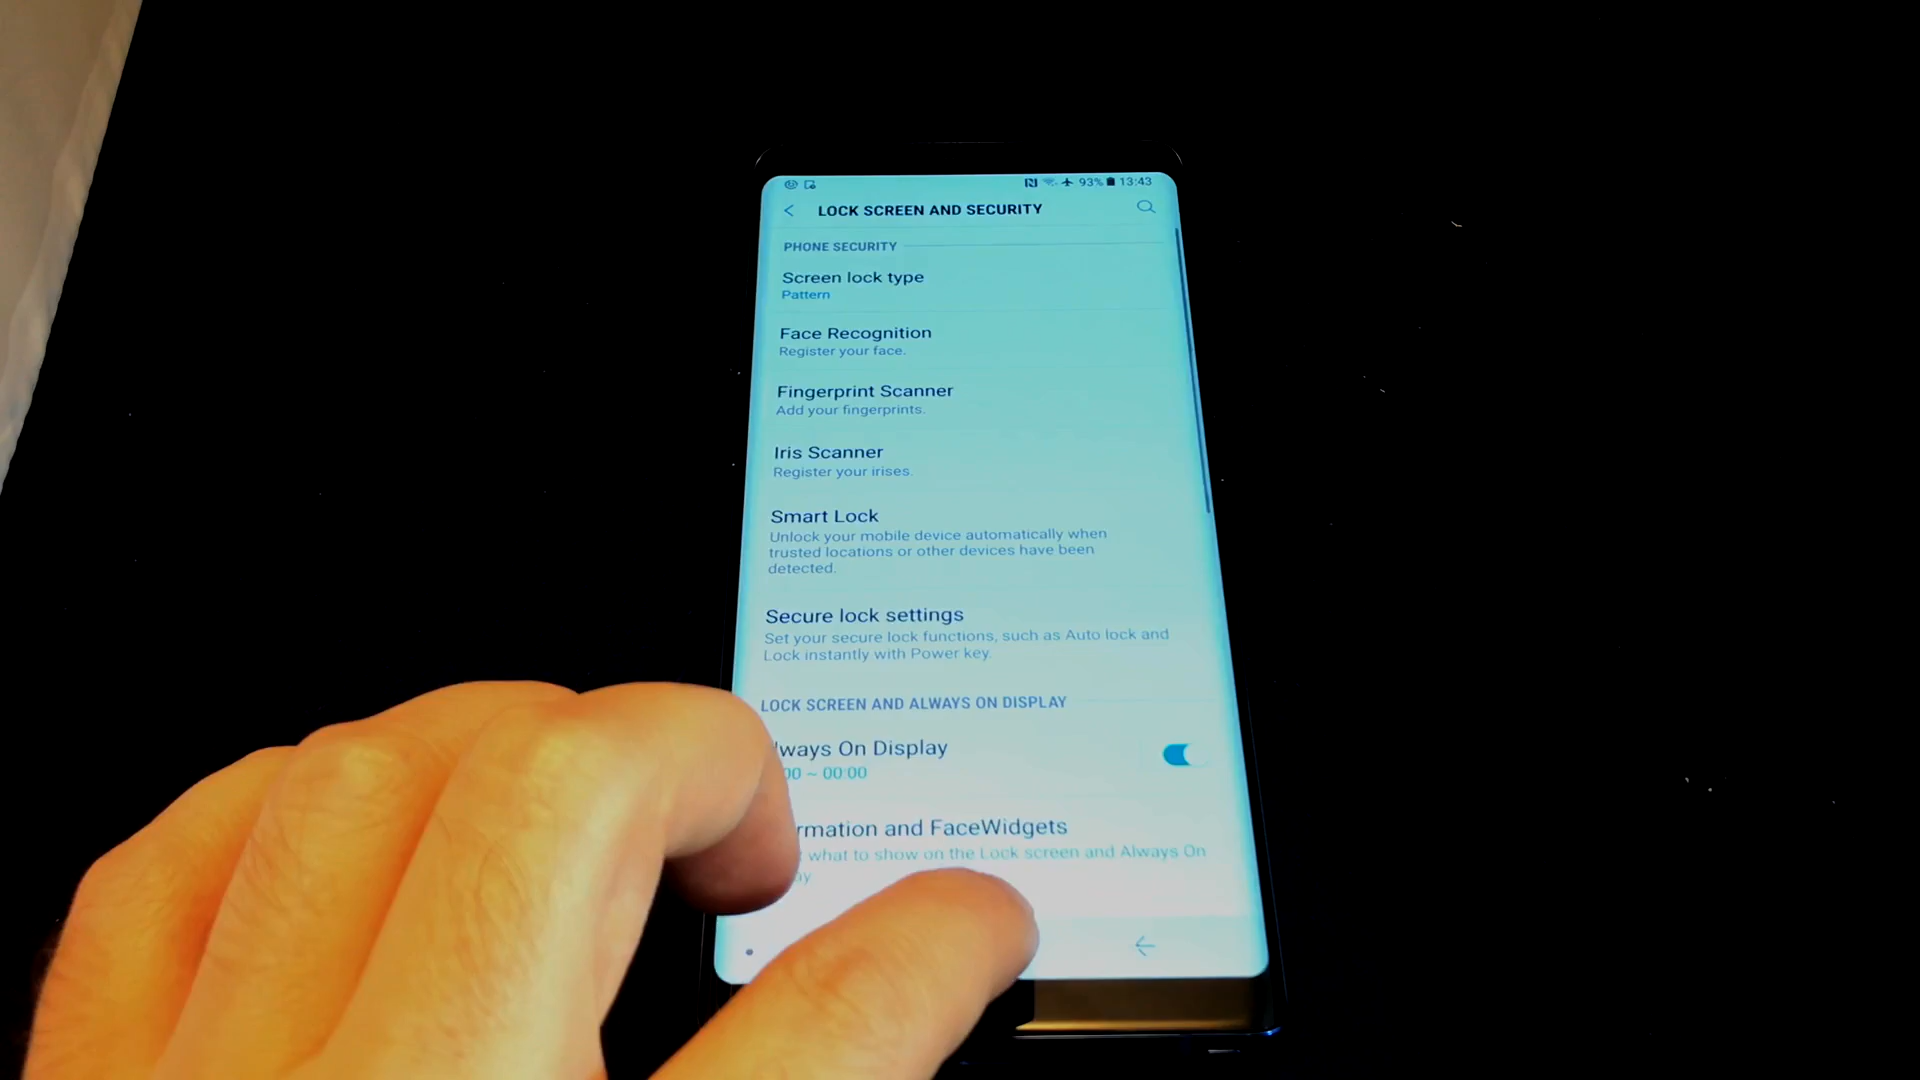 93% 13:43
LOCK SCREEN AND SECURITY
PHONE SECURITY
Screen lock type
Pattern
Face Recognition
Register your face.
Fingerprint Scanner
Add your fingerprints.
Iris Scanner
Register your irises.
Smart Lock
Unlock your mobile device automatically when
trusted locations or other devices have been
detected.
Secure lock settings
Set your secure lock functions, such as Auto lock and
Lock instantly with Power key.
LOCK SCREEN AND ALWAYS ON DISPLAY
lways On Display
00 ~ 00:00
rmation and FaceWidgets
what to show on the Lock screen and Always On
ay